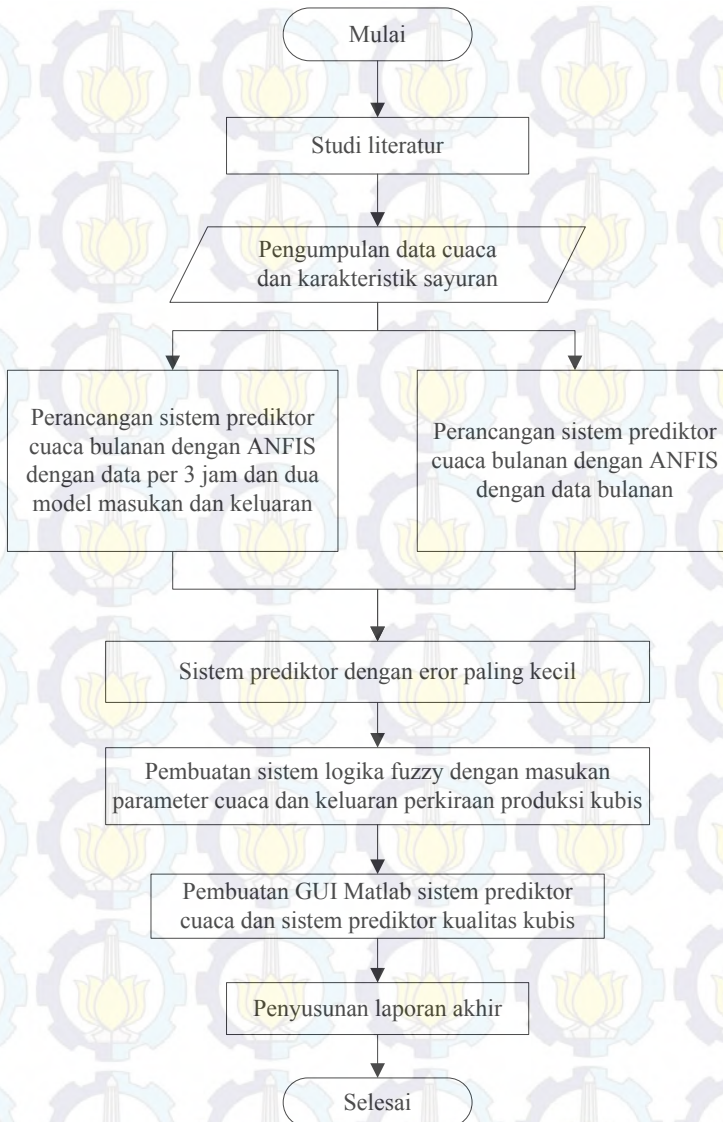 Mulai
Studi literatur
Pengumpulan data cuaca
dan karakteristik sayuran
Perancangan sistem prediktor
cuaca bulanan dengan ANFIS
dengan data per 3 jam dan dua
model masukan dan keluaran
Perancangan sistem prediktor
cuaca bulanan dengan ANFIS
dengan data bulanan
Sistem prediktor dengan eror paling kecil
Pembuatan sistem logika fuzzy dengan masukan
parameter cuaca dan keluaran perkiraan produksi kubis
Pembuatan GUI Matlab sistem prediktor
cuaca dan sistem prediktor kualitas kubis
Penyusunan laporan akhir
Selesai